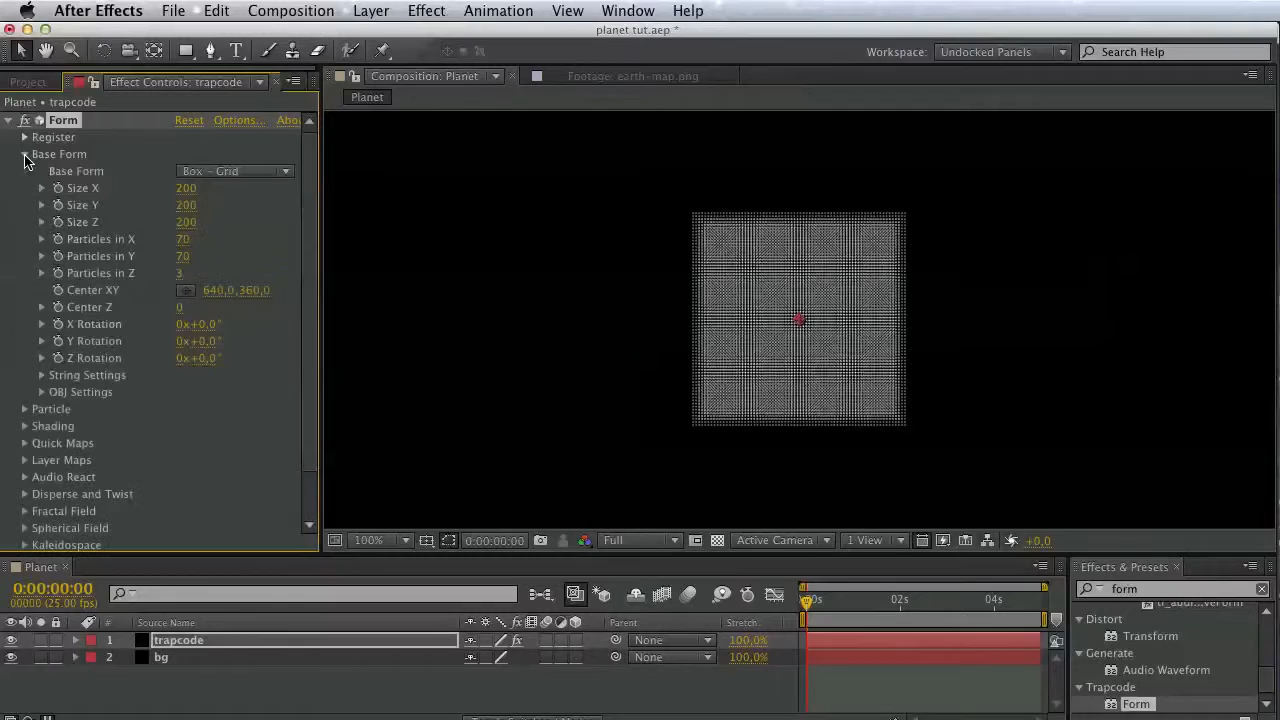 After Effects File Edit Composition Layer Effect Animation View Window Help
planet tut.aep *
Workspace: Undocked Panels Search Help
Project Effect Controls: trapcode Composition: Planet Footage: earth-map.png
Planet • trapcode
Planet
fx Form Reset Options... Abou
Register
Base Form
Base Form Box - Grid
Size X 200
Size Y 200
Size Z 200
Particles in X 70
Particles in Y 70
Particles in Z 3
Center XY 640,0,360,0
Center Z 0
X Rotation 0x+0,0°
Y Rotation 0x+0,0°
Z Rotation 0x+0,0°
String Settings
OBJ Settings
Particle
Shading
Quick Maps
Layer Maps
Audio React
Disperse and Twist
Fractal Field
Spherical Field
Kaleidospace
100% 0:00:00:00 Full Active Camera 1 View +0,0
Planet
0:00:00:00
00000 (25.00 fps)
0s 02s 04s
# Source Name Parent Stretch
1 trapcode fx None 100,0%
2 bg None 100,0%
Effects & Presets
form
Distort
Transform
Generate
Audio Waveform
Trapcode
Form